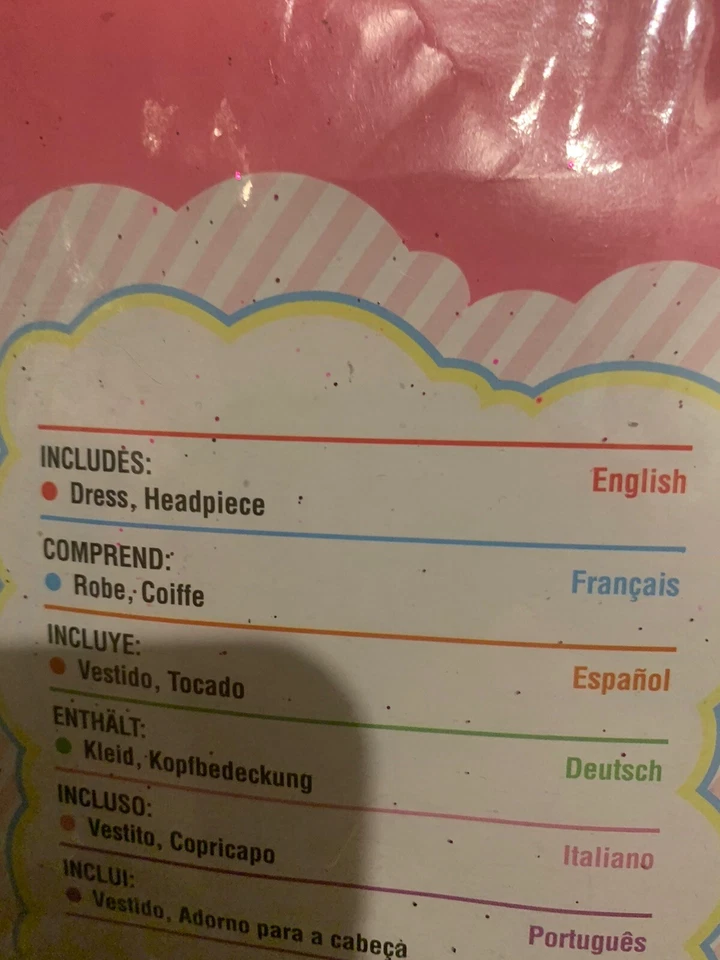 INCLUDES:
English
● Dress, Headpiece
COMPREND:
Français
● Robe, Coiffe
INCLUYE:
Español
● Vestido, Tocado
ENTHÄLT:
Deutsch
● Kleid, Kopfbedeckung
INCLUSO:
Italiano
● Vestito, Copricapo
INCLUI:
Português
● Vestido, Adorno para a cabeça